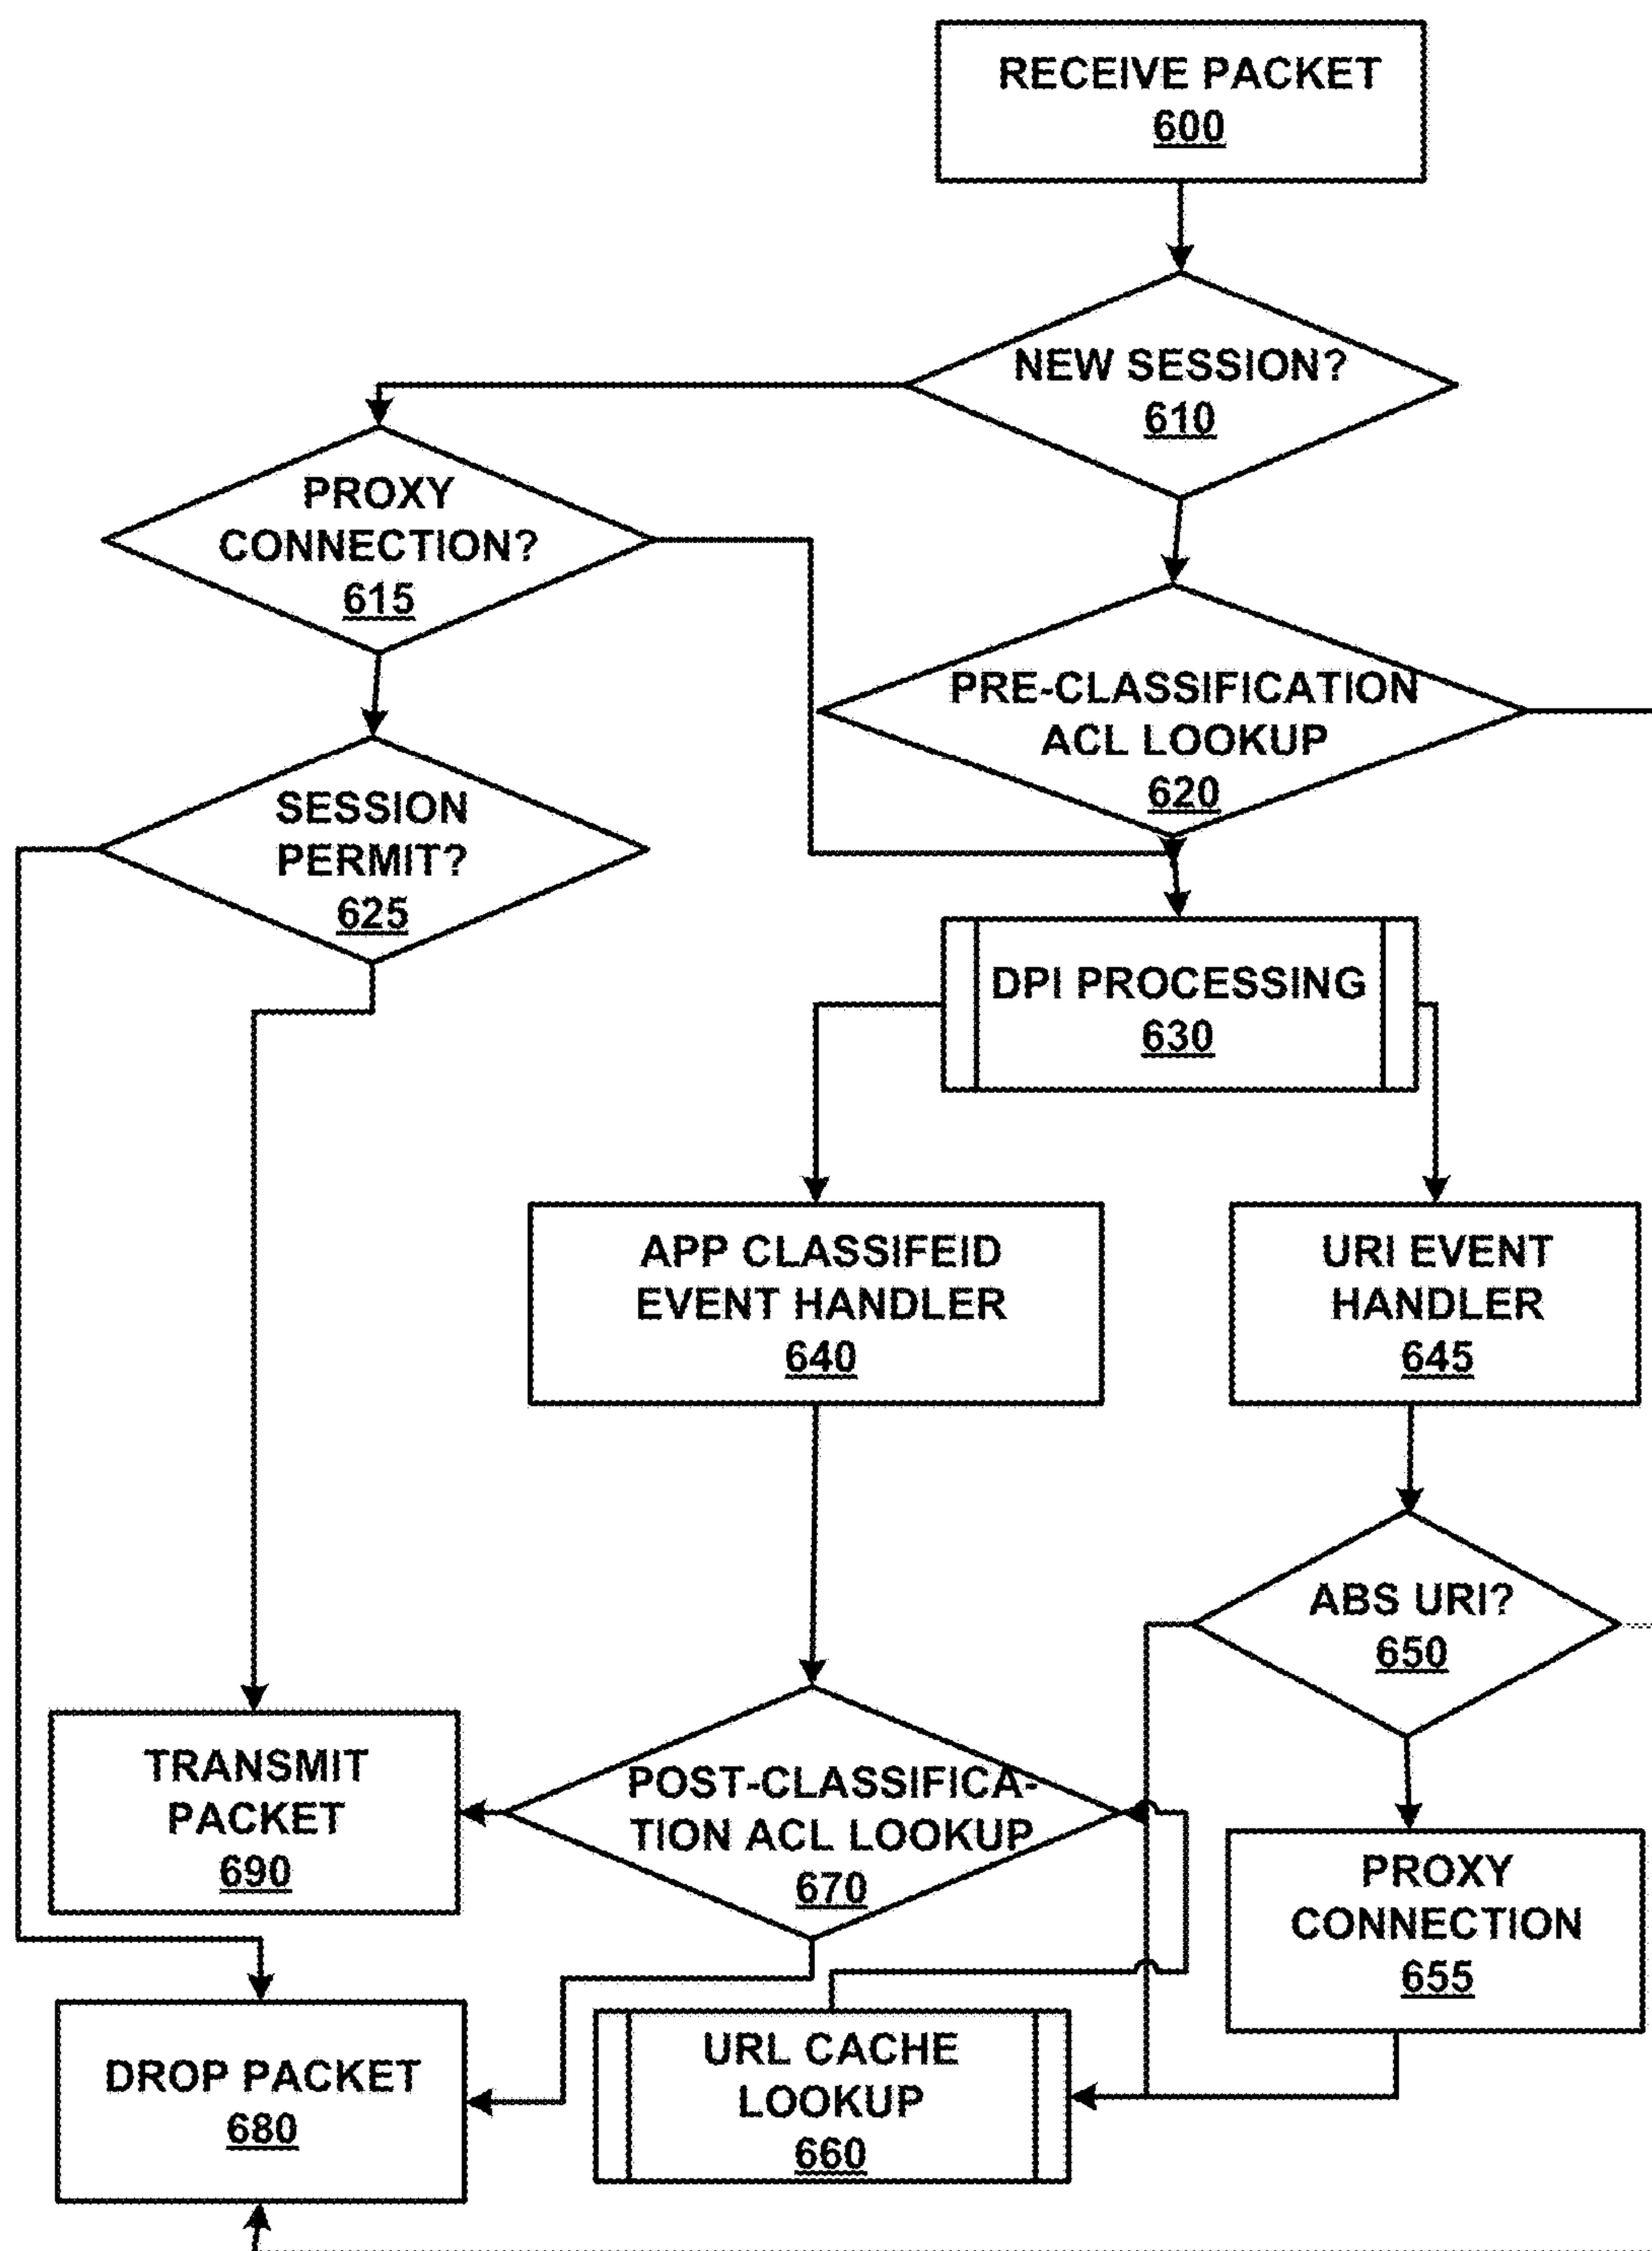 RECEIVE PACKET
600
NEW SESSION?
610
PROXY
CONNECTION?
615
PRE-CLASSIFICATION
ACL LOOKUP
620
SESSION
PERMIT?
625
DPI PROCESSING
630
APP CLASSIFEID
EVENT HANDLER
640
URI EVENT
HANDLER
645
ABS URI?
650
TRANSMIT
PACKET
690
POST-CLASSIFICA-
TION ACL LOOKUP
670
PROXY
CONNECTION
655
DROP PACKET
680
URL CACHE
LOOKUP
660